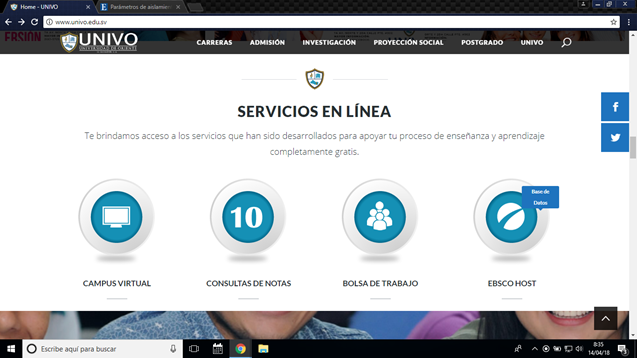 Home - UNIVO
Parámetros de aislamien
www.univo.edu.sv
UNIVO
UNIVERSIDAD DE ORIENTE
CARRERAS ADMISIÓN INVESTIGACIÓN PROYECCIÓN SOCIAL POSTGRADO UNIVO
SERVICIOS EN LÍNEA
Te brindamos acceso a los servicios que han sido desarrollados para apoyar tu proceso de enseñanza y aprendizaje
completamente gratis.
10
Base de
Datos
CAMPUS VIRTUAL CONSULTAS DE NOTAS BOLSA DE TRABAJO EBSCO HOST
Escribe aquí para buscar
8:35
14/04/18